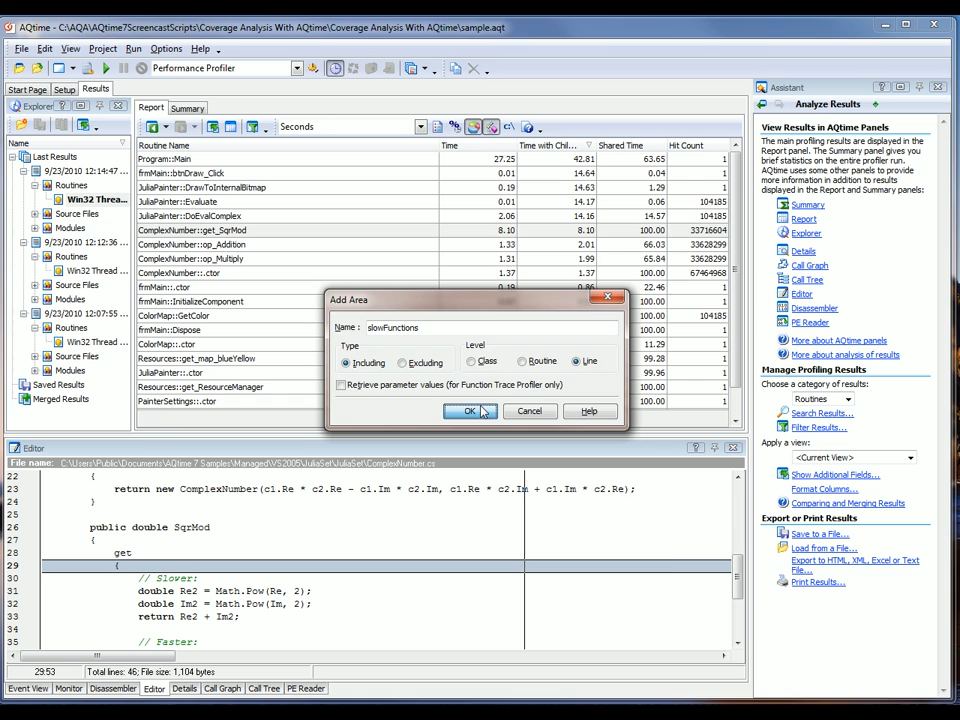 AQtime - C:\AQA\AQTime7ScreencastScripts\Coverage Analysis With AQtime\Coverage Analysis With AQtime\sample.aqt
File Edit View Project Run Options Help
Performance Profiler
Start Page Setup Results
Explorer
Name
Last Results
9/23/2010 12:14:47
Routines
Win32 Threa...
Source Files
Modules
9/23/2010 12:12:36
Routines
Win32 Thread ...
Source Files
Modules
9/23/2010 12:07:55
Routines
Win32 Thread ...
Source Files
Modules
Saved Results
Merged Results
Report Summary
Seconds
Routine Name Time Time with Chil... Shared Time Hit Count
Program::Main 27.25 42.81 63.65 1
frmMain::btnDraw_Click 0.01 14.64 0.04 1
JuliaPainter::DrawToInternalBitmap 0.19 14.63 1.29 1
JuliaPainter::Evaluate 0.01 14.17 0.06 104185
JuliaPainter::DoEvalComplex 2.06 14.16 14.57 104185
ComplexNumber::get_SqrMod 8.10 8.10 100.00 33716604
ComplexNumber::op_Addition 1.33 2.01 66.03 33628299
ComplexNumber::op_Multiply 1.31 1.99 65.84 33628299
ComplexNumber::.ctor 1.37 1.37 100.00 67464968
frmMain::.ctor 0.19 0.86 22.46 1
frmMain::InitializeComponent 100.00 1
ColorMap::GetColor 100.00 104185
frmMain::Dispose 100.00 1
ColorMap::.ctor 11.29 1
Resources::get_map_blueYellow 99.28 1
JuliaPainter::.ctor 99.96 1
Resources::get_ResourceManager 100.00 1
PainterSettings::.ctor 100.00 1
Add Area
Name : slowFunctions
Type Level
Including Excluding Class Routine Line
Retrieve parameter values (for Function Trace Profiler only)
OK Cancel Help
Editor
File name: C:\Users\Public\Documents\AQtime 7 Samples\Managed\VS2005\JuliaSet\JuliaSet\ComplexNumber.cs
22 {
23 return new ComplexNumber(c1.Re * c2.Re - c1.Im * c2.Im, c1.Re * c2.Im + c1.Im * c2.Re);
24 }
25
26 public double SqrMod
27 {
28 get
29 {
30 // Slower:
31 double Re2 = Math.Pow(Re, 2);
32 double Im2 = Math.Pow(Im, 2);
33 return Re2 + Im2;
34
35 // Faster:
29:53 Total lines: 46; File size: 1,104 bytes
Event View Monitor Disassembler Editor Details Call Graph Call Tree PE Reader
Assistant
Analyze Results
View Results in AQtime Panels
The main profiling results are displayed in the Report panel. The Summary panel gives you brief statistics on the entire profiler run. AQtime uses some other panels to provide more information in addition to results displayed in the Report and Summary panels.
Summary
Report
Explorer
Details
Call Graph
Call Tree
Editor
Disassembler
PE Reader
More about AQtime panels
More about analysis of results
Manage Profiling Results
Choose a category of results:
Routines
Search Results...
Filter Results...
Apply a view:
<Current View>
Show Additional Fields...
Format Columns...
Comparing and Merging Results
Export or Print Results
Save to a File...
Load from a File...
Export to HTML, XML, Excel or Text File...
Print Results...